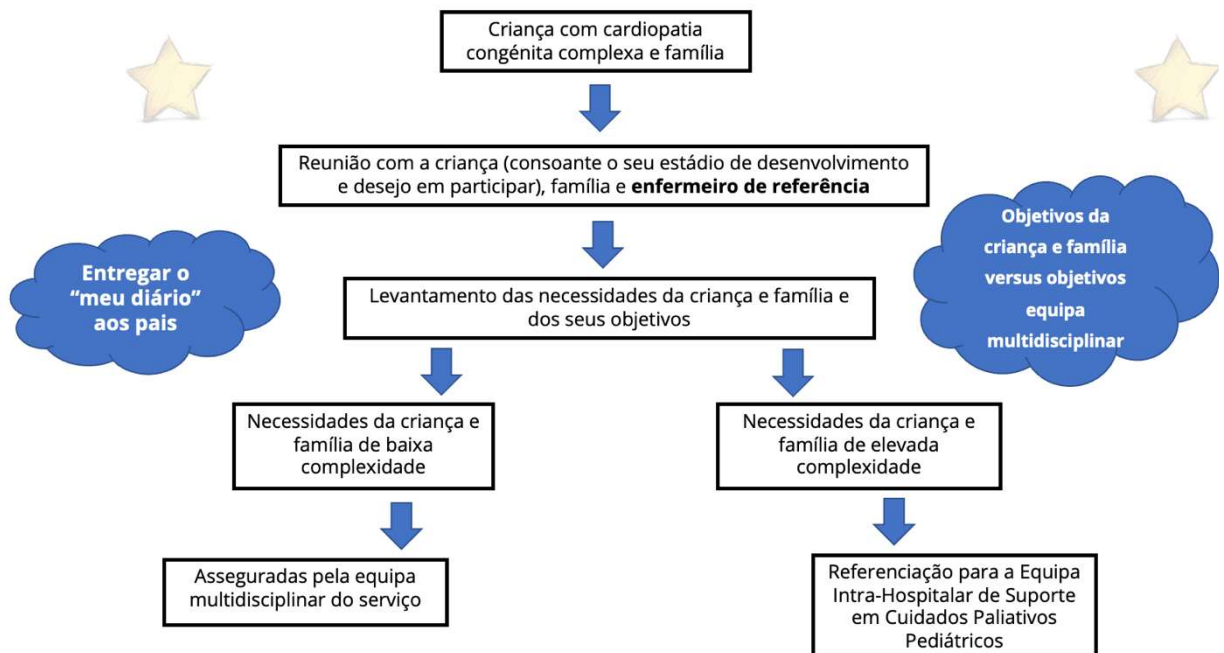 Criança com cardiopatia
congénita complexa e família
Reunião com a criança (consoante o seu estádio de desenvolvimento
e desejo em participar), família e enfermeiro de referência
Entregar o
“meu diário”
aos pais
Objetivos da
criança e família
versus objetivos
equipa
multidisciplinar
Levantamento das necessidades da criança e família e
dos seus objetivos
Necessidades da criança e
família de baixa
complexidade
Necessidades da criança e
família de elevada
complexidade
Asseguradas pela equipa
multidisciplinar do serviço
Referenciação para a Equipa
Intra-Hospitalar de Suporte
em Cuidados Paliativos
Pediátricos